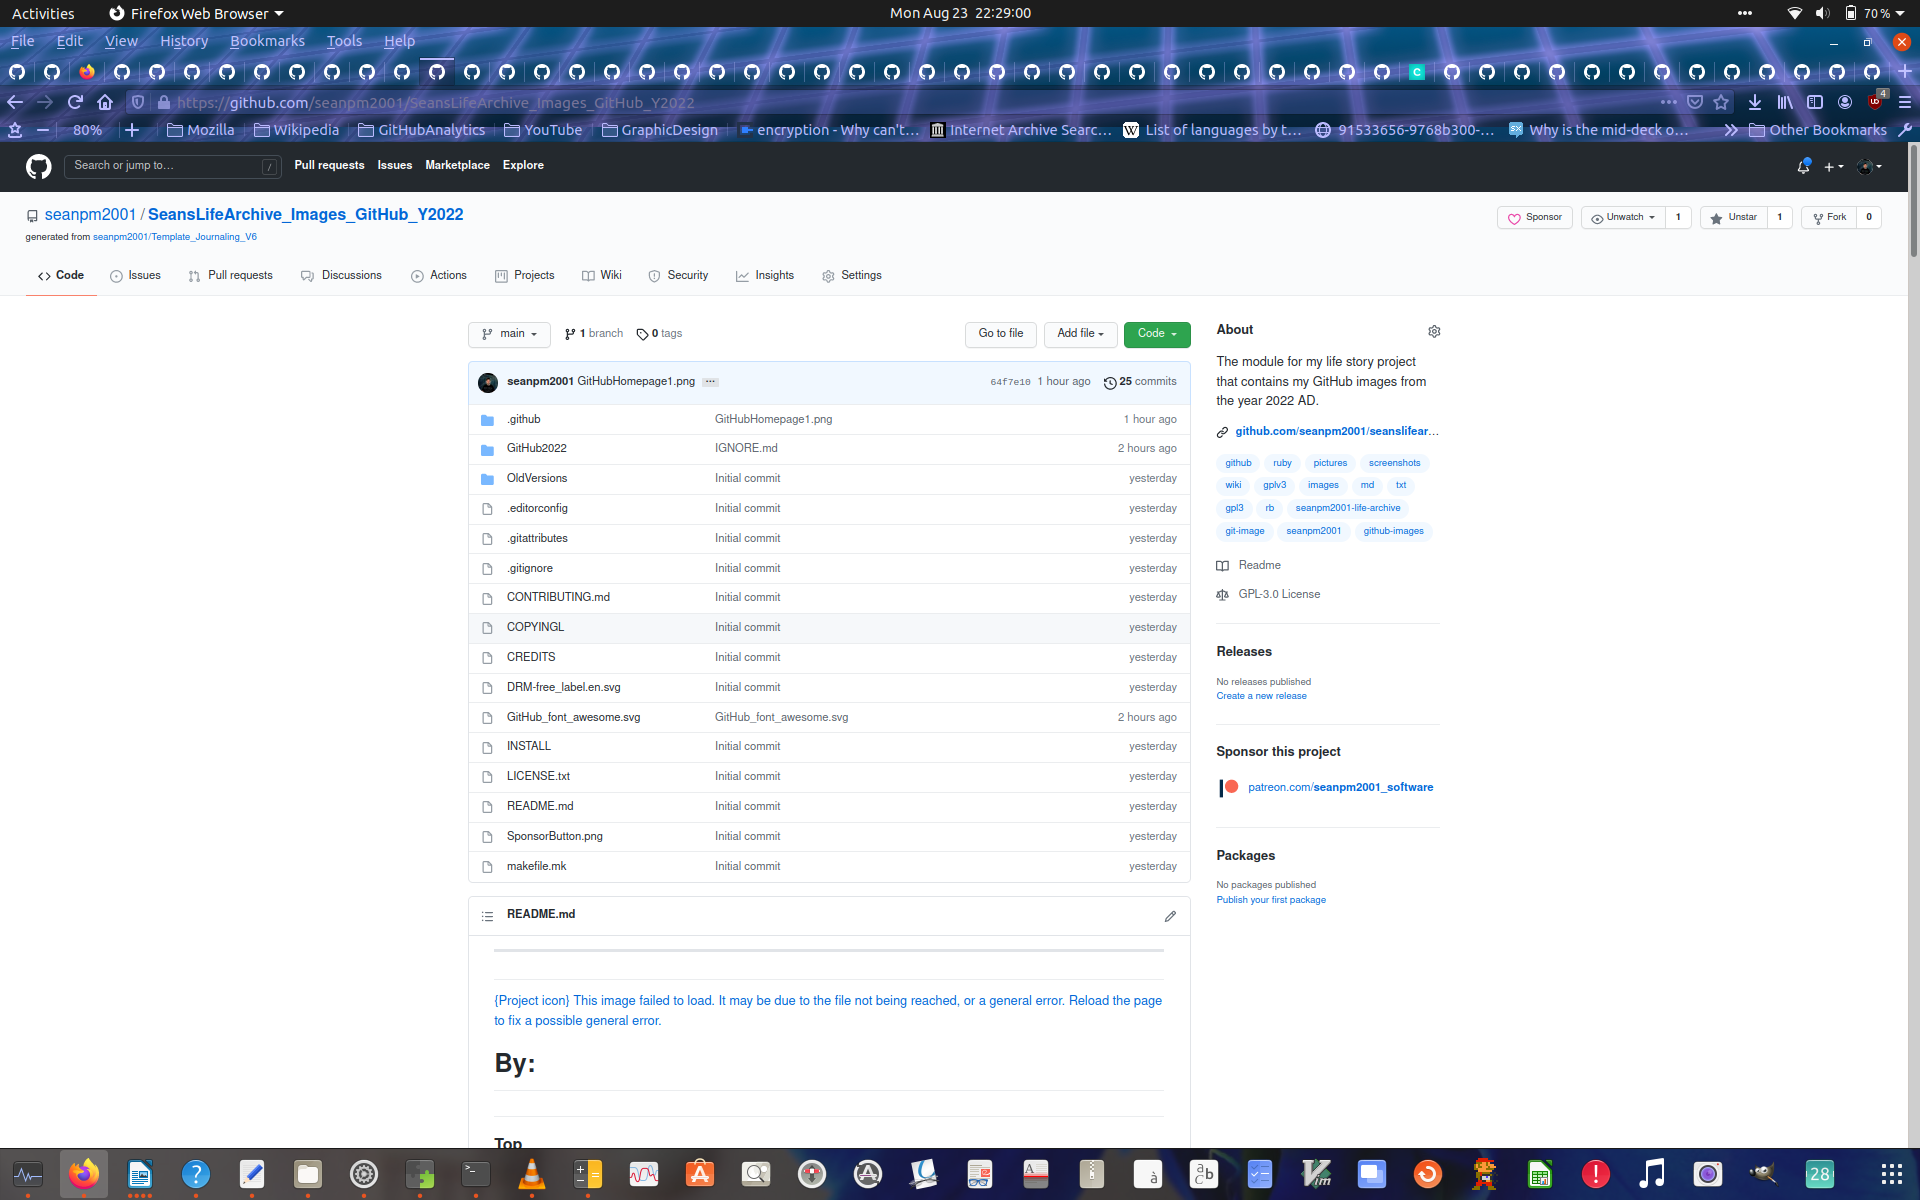 Activities Firefox Web Browser Mon Aug 23 22:29:00 70 %
File Edit View History Bookmarks Tools Help
https://github.com/seanpm2001/SeansLifeArchive_Images_GitHub_Y2022 4
80% Mozilla Wikipedia GitHubAnalytics YouTube GraphicDesign encryption - Why can't… Internet Archive Searc… List of languages by t… 91533656-9768b300-… Why is the mid-deck o… Other Bookmarks
Search or jump to… / Pull requests Issues Marketplace Explore
seanpm2001 / SeansLifeArchive_Images_GitHub_Y2022 Sponsor Unwatch 1 Unstar 1 Fork 0
generated from seanpm2001/Template_Journaling_V6
Code Issues Pull requests Discussions Actions Projects Wiki Security Insights Settings
main 1 branch 0 tags Go to file Add file Code
seanpm2001 GitHubHomepage1.png … 64f7e10 1 hour ago 25 commits
.github GitHubHomepage1.png 1 hour ago
GitHub2022 IGNORE.md 2 hours ago
OldVersions Initial commit yesterday
.editorconfig Initial commit yesterday
.gitattributes Initial commit yesterday
.gitignore Initial commit yesterday
CONTRIBUTING.md Initial commit yesterday
COPYINGL Initial commit yesterday
CREDITS Initial commit yesterday
DRM-free_label.en.svg Initial commit yesterday
GitHub_font_awesome.svg GitHub_font_awesome.svg 2 hours ago
INSTALL Initial commit yesterday
LICENSE.txt Initial commit yesterday
README.md Initial commit yesterday
SponsorButton.png Initial commit yesterday
makefile.mk Initial commit yesterday
README.md
{Project icon} This image failed to load. It may be due to the file not being reached, or a general error. Reload the page
to fix a possible general error.
By:
Top
About
The module for my life story project
that contains my GitHub images from
the year 2022 AD.
github.com/seanpm2001/seanslifear…
github ruby pictures screenshots
wiki gplv3 images md txt
gpl3 rb seanpm2001-life-archive
git-image seanpm2001 github-images
Readme
GPL-3.0 License
Releases
No releases published
Create a new release
Sponsor this project
patreon.com/seanpm2001_software
Packages
No packages published
Publish your first package
28